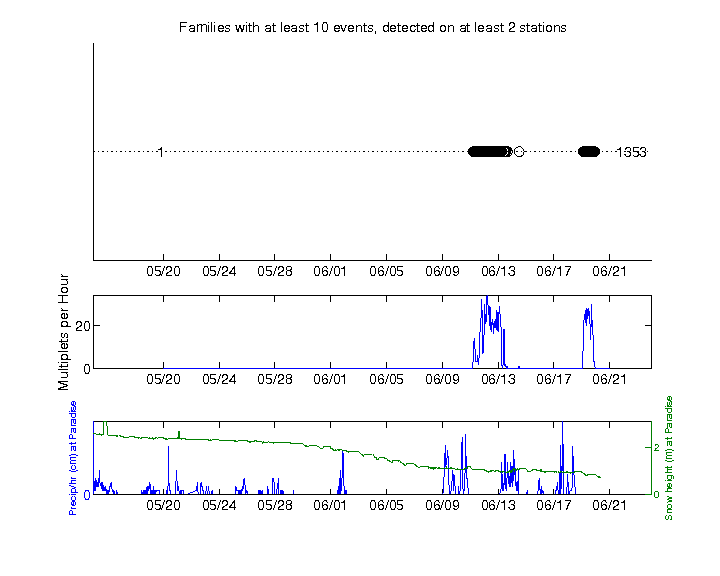 Families with at least 10 events, detected on at least 2 stations
1 1353
05/20 05/24 05/28 06/01 06/05 06/09 06/13 06/17 06/21
Multiplets per Hour
20
0
05/20 05/24 05/28 06/01 06/05 06/09 06/13 06/17 06/21
Precip/hr (cm) at Paradise
0
2
0
Snow height (m) at Paradise
05/20 05/24 05/28 06/01 06/05 06/09 06/13 06/17 06/21